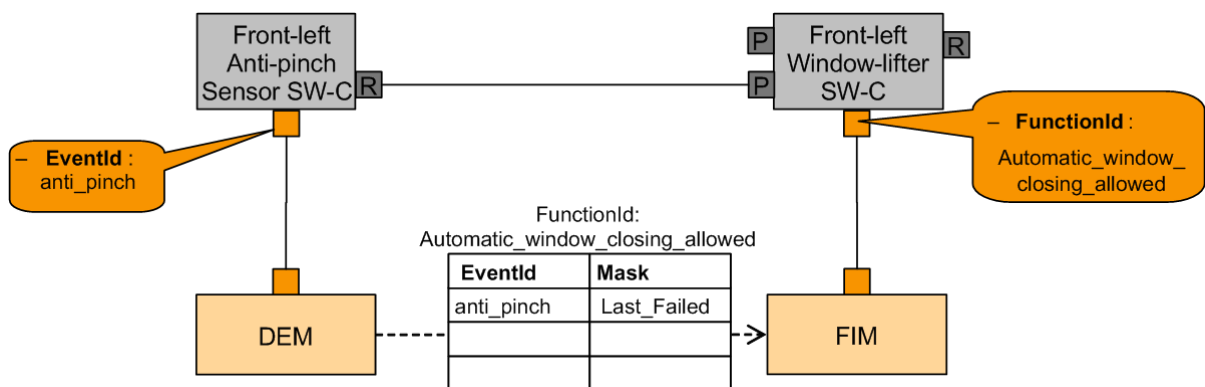 Front-left
Anti-pinch
Sensor SW-C
R
P
P
Front-left
Window-lifter
SW-C
R
– EventId :
anti_pinch
– FunctionId :
Automatic_window_
closing_allowed
FunctionId:
Automatic_window_closing_allowed
EventId Mask
anti_pinch Last_Failed
DEM
FIM